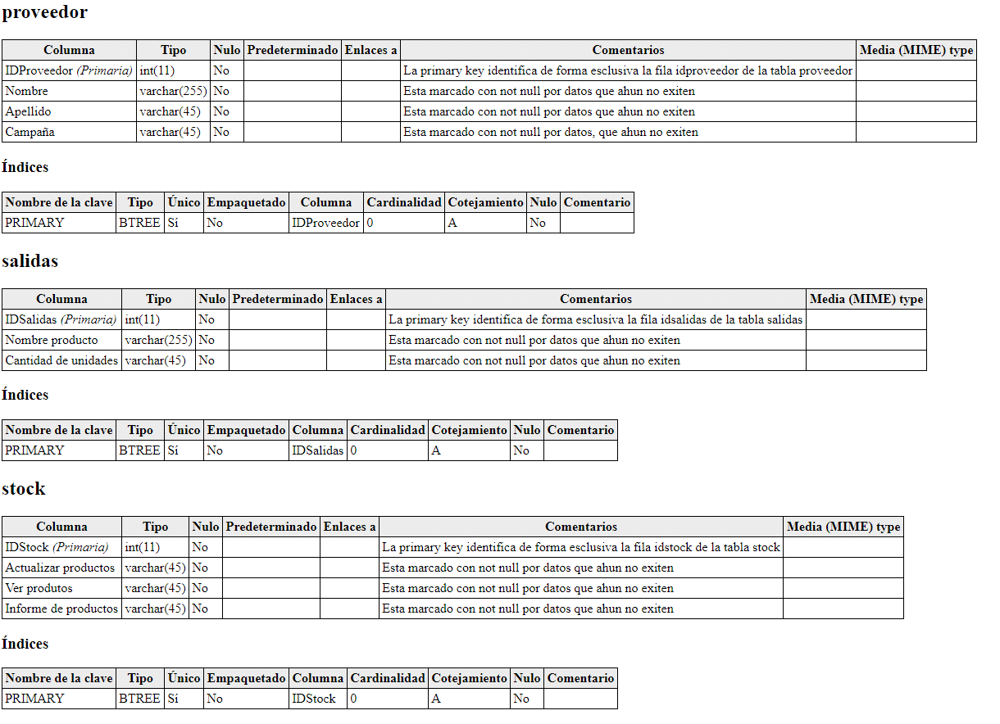 proveedor
Columna Tipo Nulo Predeterminado Enlaces a Comentarios Media (MIME) type
IDProveedor (Primaria) int(11) No La primary key identifica de forma esclusiva la fila idproveedor de la tabla proveedor
Nombre varchar(255) No Esta marcado con not null por datos que ahun no exiten
Apellido varchar(45) No Esta marcado con not null por datos que ahun no exiten
Campaña varchar(45) No Esta marcado con not null por datos, que ahun no exiten
Índices
Nombre de la clave Tipo Único Empaquetado Columna Cardinalidad Cotejamiento Nulo Comentario
PRIMARY BTREE Sí No IDProveedor 0 A No
salidas
Columna Tipo Nulo Predeterminado Enlaces a Comentarios Media (MIME) type
IDSalidas (Primaria) int(11) No La primary key identifica de forma esclusiva la fila idsalidas de la tabla salidas
Nombre producto varchar(255) No Esta marcado con not null por datos que ahun no exiten
Cantidad de unidades varchar(45) No Esta marcado con not null por datos que ahun no exiten
Índices
Nombre de la clave Tipo Único Empaquetado Columna Cardinalidad Cotejamiento Nulo Comentario
PRIMARY BTREE Sí No IDSalidas 0 A No
stock
Columna Tipo Nulo Predeterminado Enlaces a Comentarios Media (MIME) type
IDStock (Primaria) int(11) No La primary key identifica de forma esclusiva la fila idstock de la tabla stock
Actualizar productos varchar(45) No Esta marcado con not null por datos que ahun no exiten
Ver produtos varchar(45) No Esta marcado con not null por datos que ahun no exiten
Informe de productos varchar(45) No Esta marcado con not null por datos que ahun no exiten
Índices
Nombre de la clave Tipo Único Empaquetado Columna Cardinalidad Cotejamiento Nulo Comentario
PRIMARY BTREE Sí No IDStock 0 A No